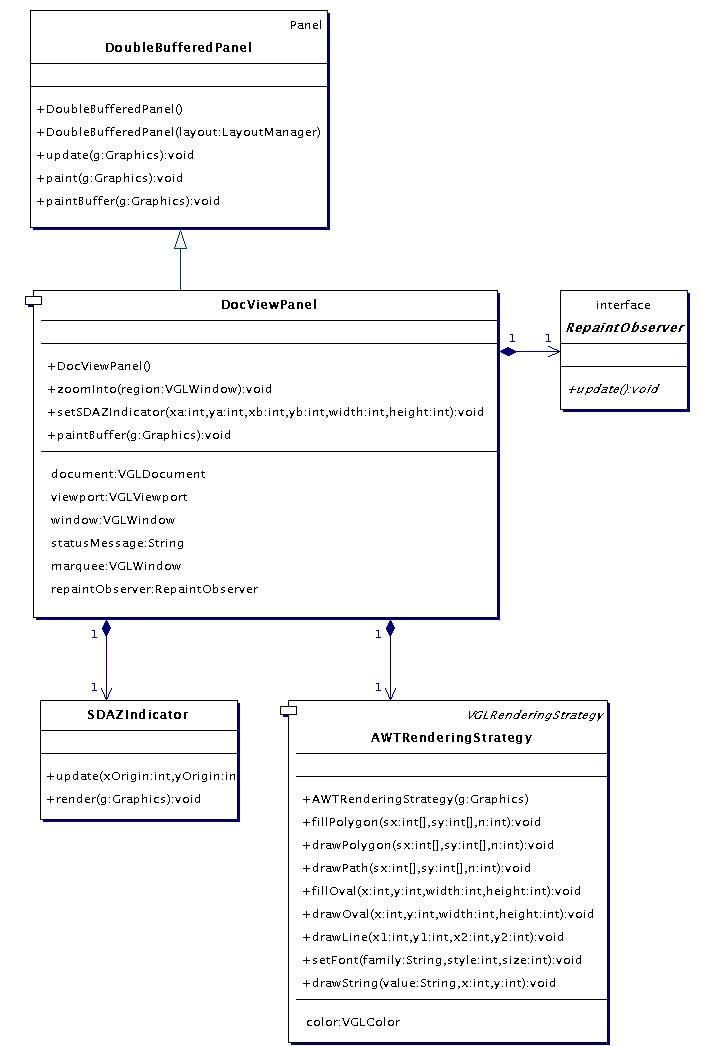 Panel
DoubleBufferedPanel
+DoubleBufferedPanel()
+DoubleBufferedPanel(layout:LayoutManager)
+update(g:Graphics):void
+paint(g:Graphics):void
+paintBuffer(g:Graphics):void
DocViewPanel
+DocViewPanel()
+zoomInto(region:VGLWindow):void
+setSDAZIndicator(xa:int,ya:int,xb:int,yb:int,width:int,height:int):void
+paintBuffer(g:Graphics):void
document:VGLDocument
viewport:VGLViewport
window:VGLWindow
statusMessage:String
marquee:VGLWindow
repaintObserver:RepaintObserver
1 1
interface
RepaintObserver
+update():void
1
1
SDAZIndicator
+update(xOrigin:int,yOrigin:in
+render(g:Graphics):void
1
1
VGLRenderingStrategy
AWTRenderingStrategy
+AWTRenderingStrategy(g:Graphics)
+fillPolygon(sx:int[],sy:int[],n:int):void
+drawPolygon(sx:int[],sy:int[],n:int):void
+drawPath(sx:int[],sy:int[],n:int):void
+fillOval(x:int,y:int,width:int,height:int):void
+drawOval(x:int,y:int,width:int,height:int):void
+drawLine(x1:int,y1:int,x2:int,y2:int):void
+setFont(family:String,style:int,size:int):void
+drawString(value:String,x:int,y:int):void
color:VGLColor